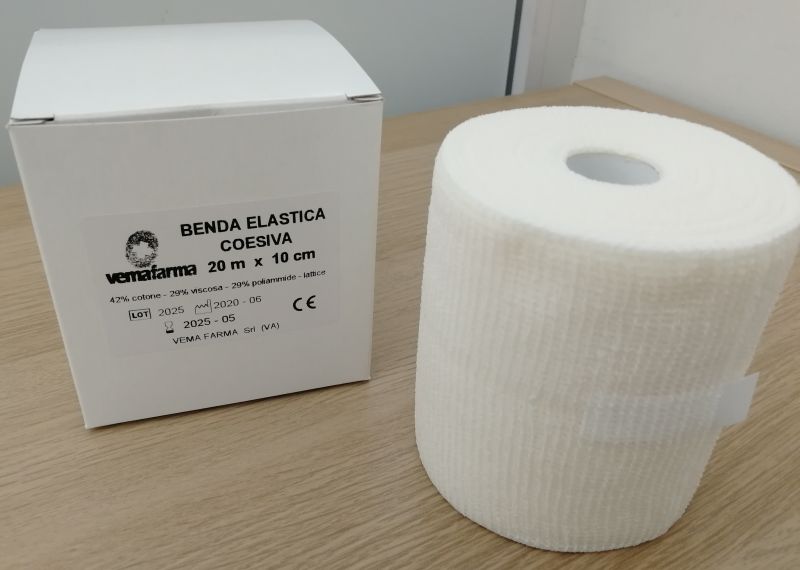 BENDA ELASTICA
COESIVA
vemafarma 20 m x 10 cm
42% cotone - 29% viscosa - 29% poliammide - lattice
LOT 2025 2020 - 06 CE
2025 - 05
VEMA FARMA Srl (VA)